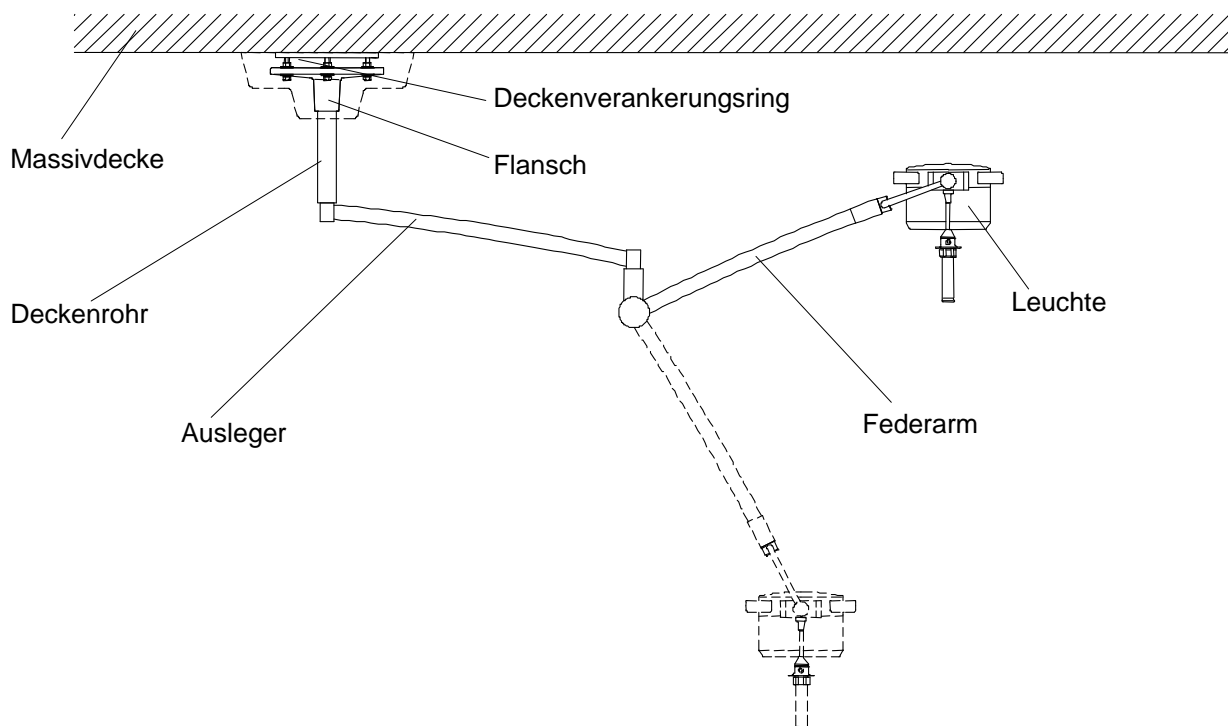 Deckenverankerungsring
Massivdecke
Flansch
Leuchte
Deckenrohr
Federarm
Ausleger